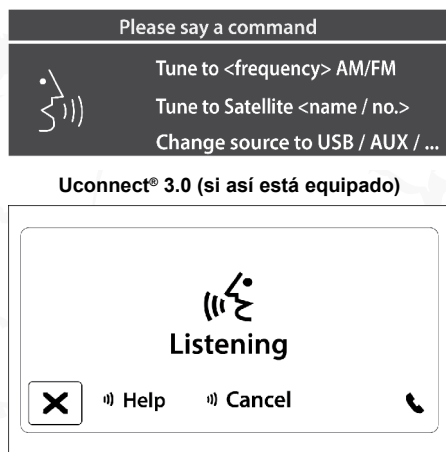 Please say a command
Tune to <frequency> AM/FM
Tune to Satellite <name / no.>
Change source to USB / AUX / ...
Uconnect® 3.0 (si así está equipado)
Listening
Help Cancel